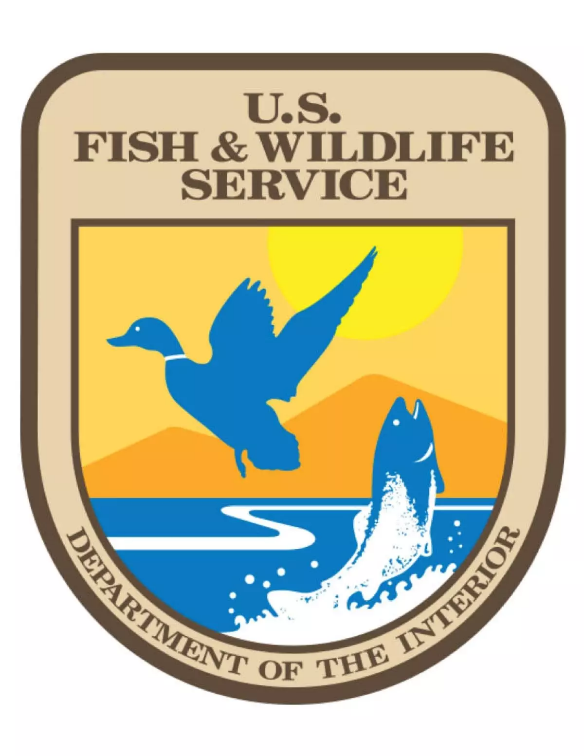 U.S.
FISH & WILDLIFE
SERVICE
DEPARTMENT OF THE INTERIOR